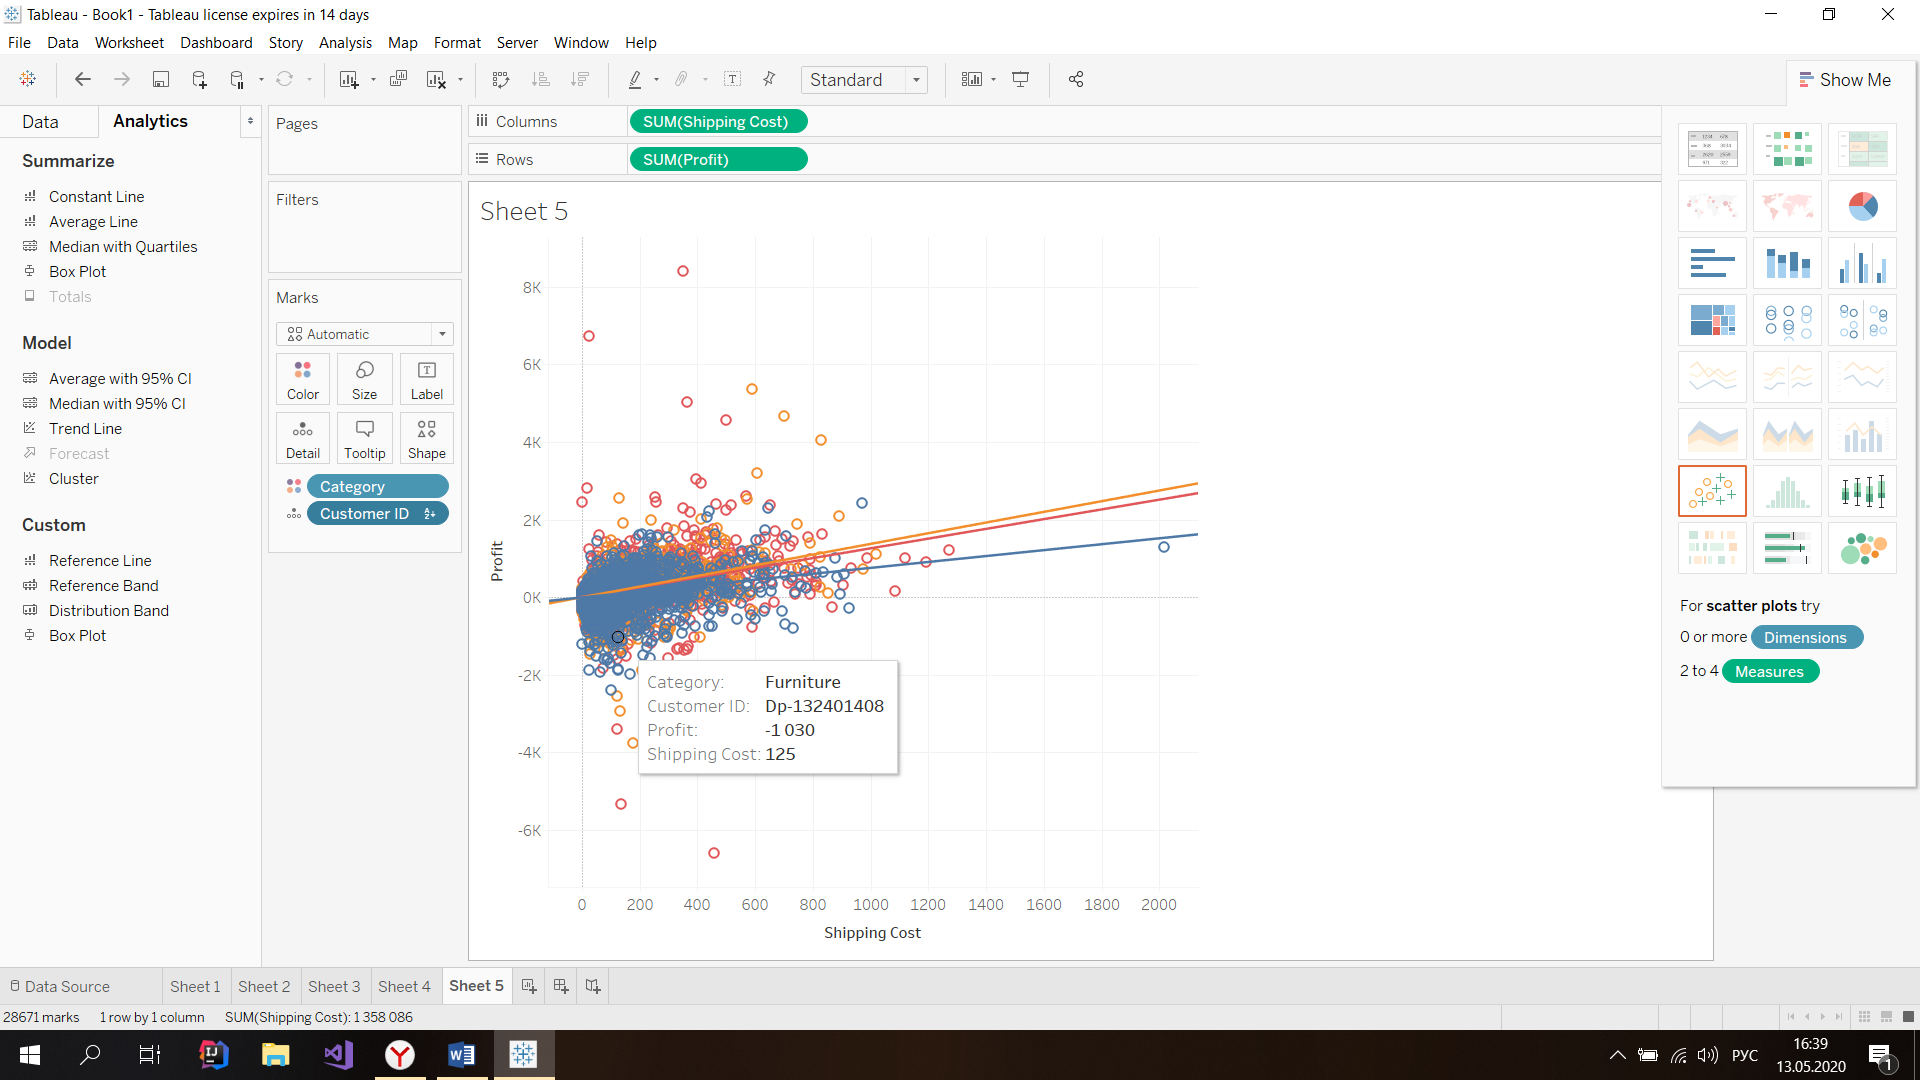 Tableau - Book1 - Tableau license expires in 14 days
File Data Worksheet Dashboard Story Analysis Map Format Server Window Help
Standard
Show Me
Data Analytics
Summarize
Constant Line
Average Line
Median with Quartiles
Box Plot
Totals
Model
Average with 95% CI
Median with 95% CI
Trend Line
Forecast
Cluster
Custom
Reference Line
Reference Band
Distribution Band
Box Plot
Pages
Filters
Marks
Automatic
Color Size Label
Detail Tooltip Shape
Category
Customer ID
Columns SUM(Shipping Cost)
Rows SUM(Profit)
Sheet 5
8K
6K
4K
2K
0K
-2K
-4K
-6K
Profit
Category: Furniture
Customer ID: Dp-132401408
Profit: -1 030
Shipping Cost: 125
0 200 400 600 800 1000 1200 1400 1600 1800 2000
Shipping Cost
For scatter plots try
0 or more Dimensions
2 to 4 Measures
Data Source Sheet 1 Sheet 2 Sheet 3 Sheet 4 Sheet 5
28671 marks 1 row by 1 column SUM(Shipping Cost): 1 358 086
РУС
16:39
13.05.2020
1